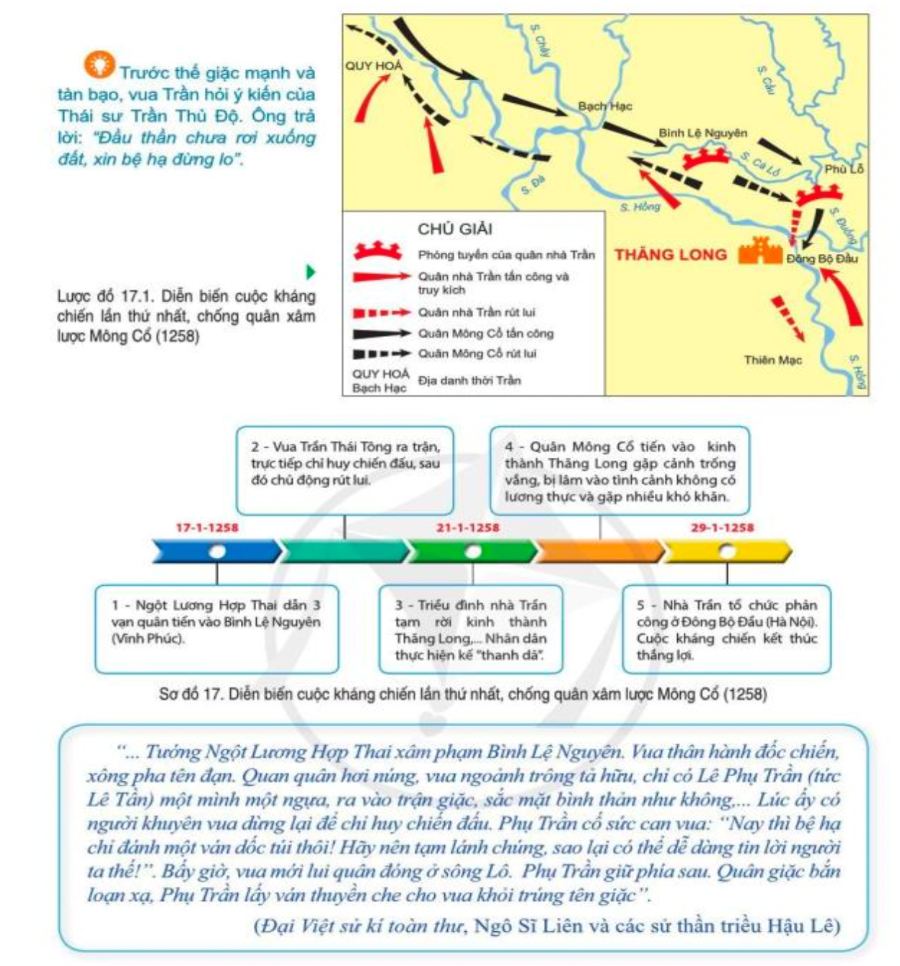 Trước thế giặc mạnh và
tàn bạo, vua Trần hỏi ý kiến của
Thái sư Trần Thủ Độ. Ông trả
lời: "Đầu thần chưa rơi xuống
đất, xin bệ hạ đừng lo".
Lược đồ 17.1. Diễn biến cuộc kháng
chiến lần thứ nhất, chống quân xâm
lược Mông Cổ (1258)
QUY HOÁ
S. Chảy
Bạch Hạc
S. Cầu
Bình Lệ Nguyên
S. Cà Lồ
Phù Lỗ
S. Đà
S. Hồng
S. Đuống
THĂNG LONG
Đông Bộ Đầu
Thiên Mạc
S. Hồng
CHÚ GIẢI
Phòng tuyến của quân nhà Trần
Quân nhà Trần tấn công và
truy kích
Quân nhà Trần rút lui
Quân Mông Cổ tấn công
Quân Mông Cổ rút lui
QUY HOÁ
Bạch Hạc
Địa danh thời Trần
2 - Vua Trần Thái Tông ra trận,
trực tiếp chỉ huy chiến đấu, sau
đó chủ động rút lui.
4 - Quân Mông Cổ tiến vào kinh
thành Thăng Long gặp cảnh trống
vắng, bị lâm vào tình cảnh không có
lương thực và gặp nhiều khó khăn.
17-1-1258
21-1-1258
29-1-1258
1 - Ngột Lương Hợp Thai dẫn 3
vạn quân tiến vào Bình Lệ Nguyên
(Vĩnh Phúc).
3 - Triều đình nhà Trần
tạm rời kinh thành
Thăng Long,... Nhân dân
thực hiện kế "thanh dã".
5 - Nhà Trần tổ chức phản
công ở Đông Bộ Đầu (Hà Nội).
Cuộc kháng chiến kết thúc
thắng lợi.
Sơ đồ 17. Diễn biến cuộc kháng chiến lần thứ nhất, chống quân xâm lược Mông Cổ (1258)
"... Tướng Ngột Lương Hợp Thai xâm phạm Bình Lệ Nguyên. Vua thân hành đốc chiến,
xông pha tên đạn. Quan quân hơi núng, vua ngoảnh trông tả hữu, chỉ có Lê Phụ Trần (tức
Lê Tần) một mình một ngựa, ra vào trận giặc, sắc mặt bình thản như không,... Lúc ấy có
người khuyên vua dừng lại để chỉ huy chiến đấu. Phụ Trần cố sức can vua: "Nay thì bệ hạ
chỉ đánh một ván dốc túi thôi! Hãy nên tạm lánh chúng, sao lại có thể dễ dàng tin lời người
ta thế!". Bấy giờ, vua mới lui quân đóng ở sông Lô. Phụ Trần giữ phía sau. Quân giặc bắn
loạn xạ, Phụ Trần lấy ván thuyền che cho vua khỏi trúng tên giặc".
(Đại Việt sử kí toàn thư, Ngô Sĩ Liên và các sử thần triều Hậu Lê)